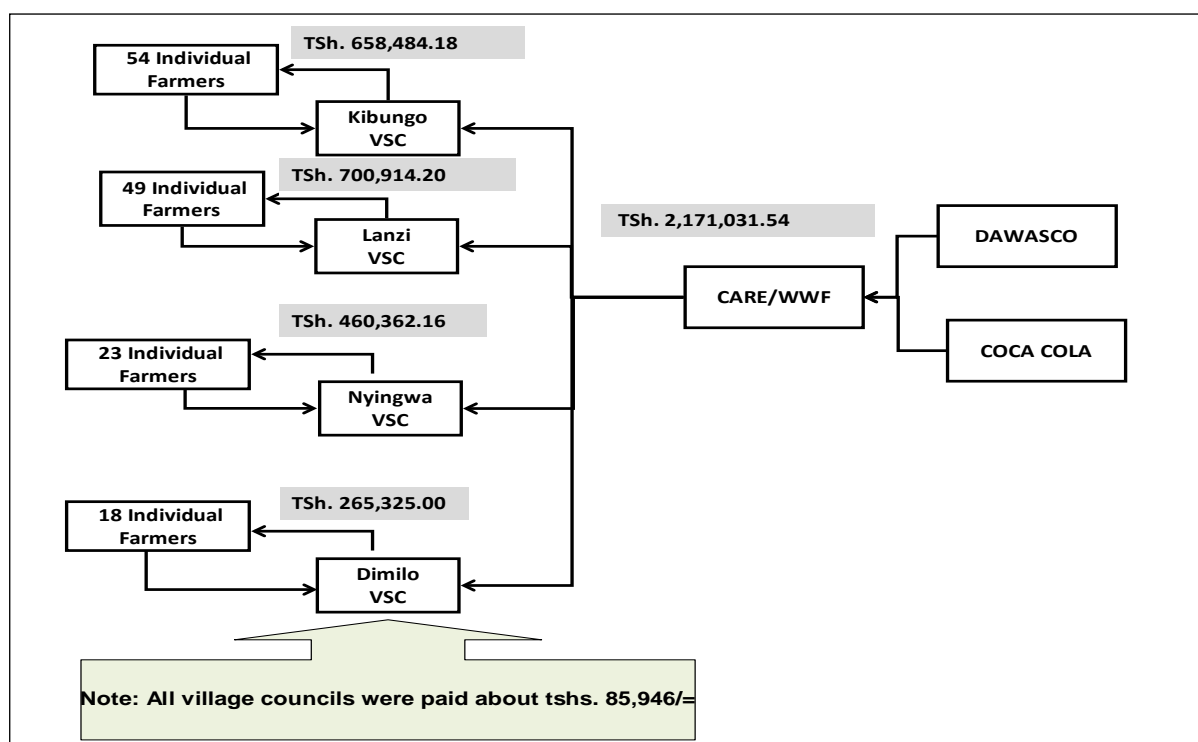 TSh. 658,484.18
54 Individual
Farmers
Kibungo
VSC
TSh. 700,914.20
49 Individual
Farmers
Lanzi
VSC
TSh. 2,171,031.54
DAWASCO
CARE/WWF
COCA COLA
TSh. 460,362.16
23 Individual
Farmers
Nyingwa
VSC
TSh. 265,325.00
18 Individual
Farmers
Dimilo
VSC
Note: All village councils were paid about tshs. 85,946/=